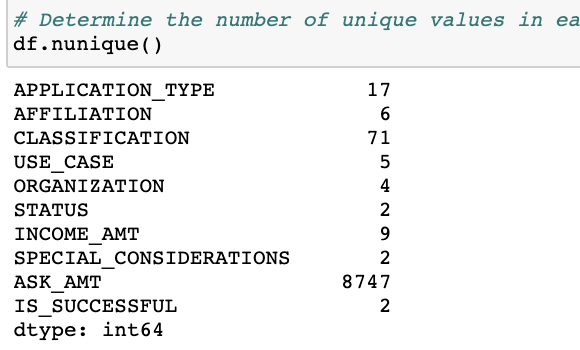 # Determine the number of unique values in ea
df.nunique()
APPLICATION_TYPE 17
AFFILIATION 6
CLASSIFICATION 71
USE_CASE 5
ORGANIZATION 4
STATUS 2
INCOME_AMT 9
SPECIAL_CONSIDERATIONS 2
ASK_AMT 8747
IS_SUCCESSFUL 2
dtype: int64